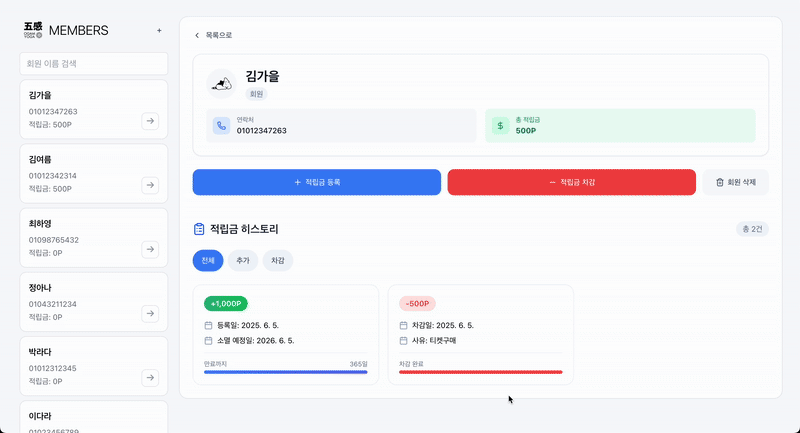 五感
MEMBERS
+
회원 이름 검색
김가을
01012347263
적립금: 500P
김여름
01012342314
적립금: 500P
최하영
01098765432
적립금: 0P
정아나
01043211234
적립금: 0P
박라다
01012312345
적립금: 0P
이다라
01023456789
목록으로
김가을
회원
연락처
01012347263
총 적립금
500P
+ 적립금 등록
− 적립금 차감
회원 삭제
적립금 히스토리
총 2건
전체
추가
차감
+1,000P
등록일: 2025. 6. 5.
소멸 예정일: 2026. 6. 5.
만료까지
365일
-500P
차감일: 2025. 6. 5.
사유: 티켓구매
차감 완료